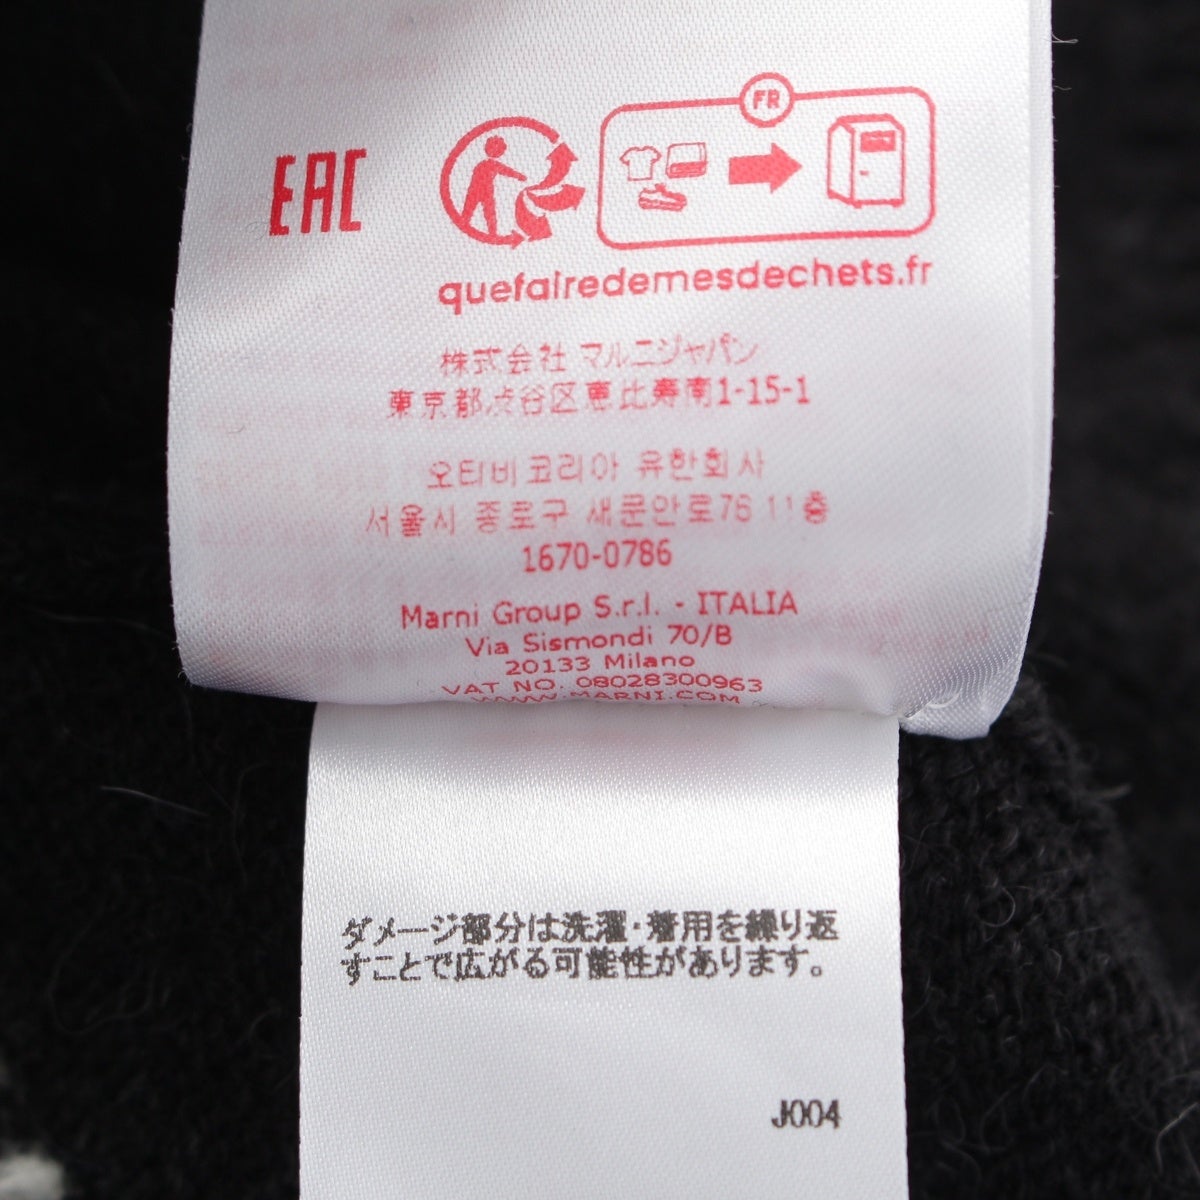 FR
EAC
quefairedemesdechets.fr
株式会社 マルニジャパン
東京都渋谷区恵比寿南1-15-1
오티비코리아 유한회사
서울시 종로구 새문안로76 11층
1670-0786
Marni Group S.r.l. - ITALIA
Via Sismondi 70/B
20133 Milano
VAT NO. 08028300963
WWW.MARNI.COM
ダメージ部分は洗濯・着用を繰り返
すことで広がる可能性があります。
J004